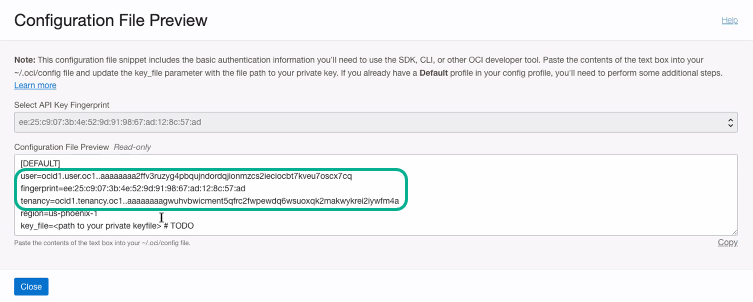 Configuration File Preview
Help
Note: This configuration file snippet includes the basic authentication information you'll need to use the SDK, CLI, or other OCI developer tool. Paste the contents of the text box into your
~/.oci/config file and update the key_file parameter with the file path to your private key. If you already have a Default profile in your config profile, you'll need to perform some additional steps.
Learn more
Select API Key Fingerprint
ee:25:c9:07:3b:4e:52:9d:91:98:67:ad:12:8c:57:ad
Configuration File Preview Read-only
[DEFAULT]
user=ocid1.user.oc1..aaaaaaaa2ffv3ruzyg4pbqujndordqjionmzcs2ieciocbt7kveu7oscx7cq
fingerprint=ee:25:c9:07:3b:4e:52:9d:91:98:67:ad:12:8c:57:ad
tenancy=ocid1.tenancy.oc1..aaaaaaaagwuhvbwicment5qfrc2fwpewdq6wsuoxqk2rnakwykrei2iywfm4a
region=us-phoenix-1
key_file=<path to your private keyfile> # TODO
Paste the contents of the text box into your ~/.oci/config file.
Copy
Close